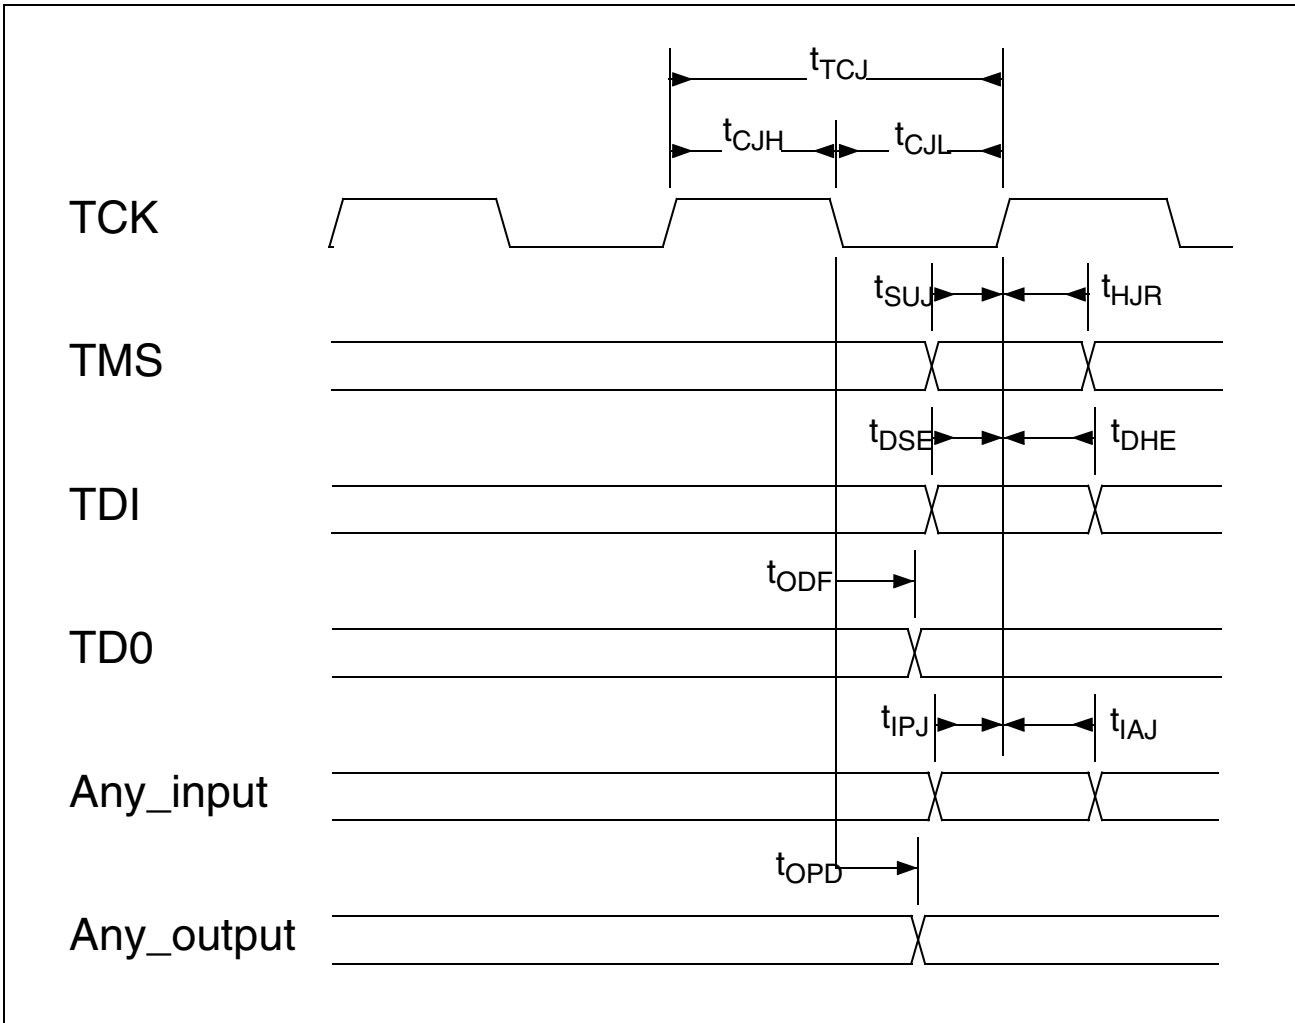 tTCJ
tCJH tCJL
TCK
tSUJ tHJR
TMS
tDSE tDHE
TDI
tODF
TD0
tIPJ tIAJ
Any_input
tOPD
Any_output